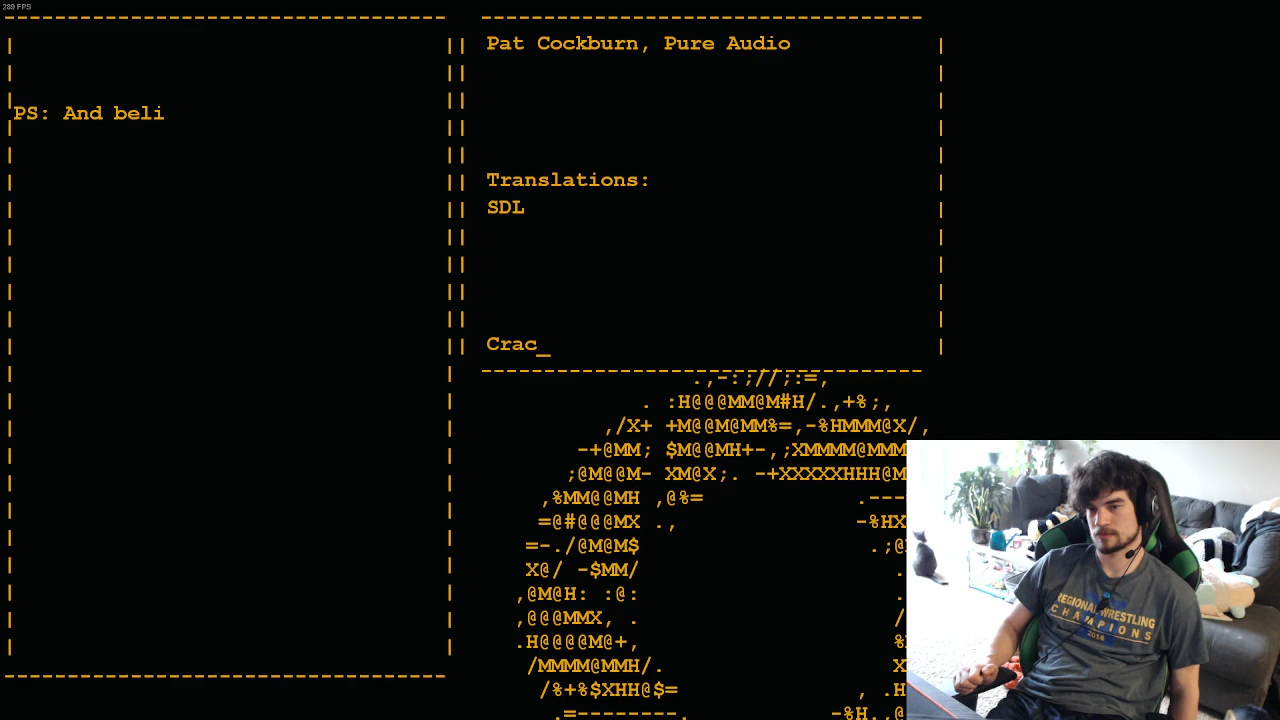 289 FPS
PS: And beli
Pat Cockburn, Pure Audio
Translations:
SDL
Crac_
REGIONAL WRESTLING
CHAMPIONS
2014